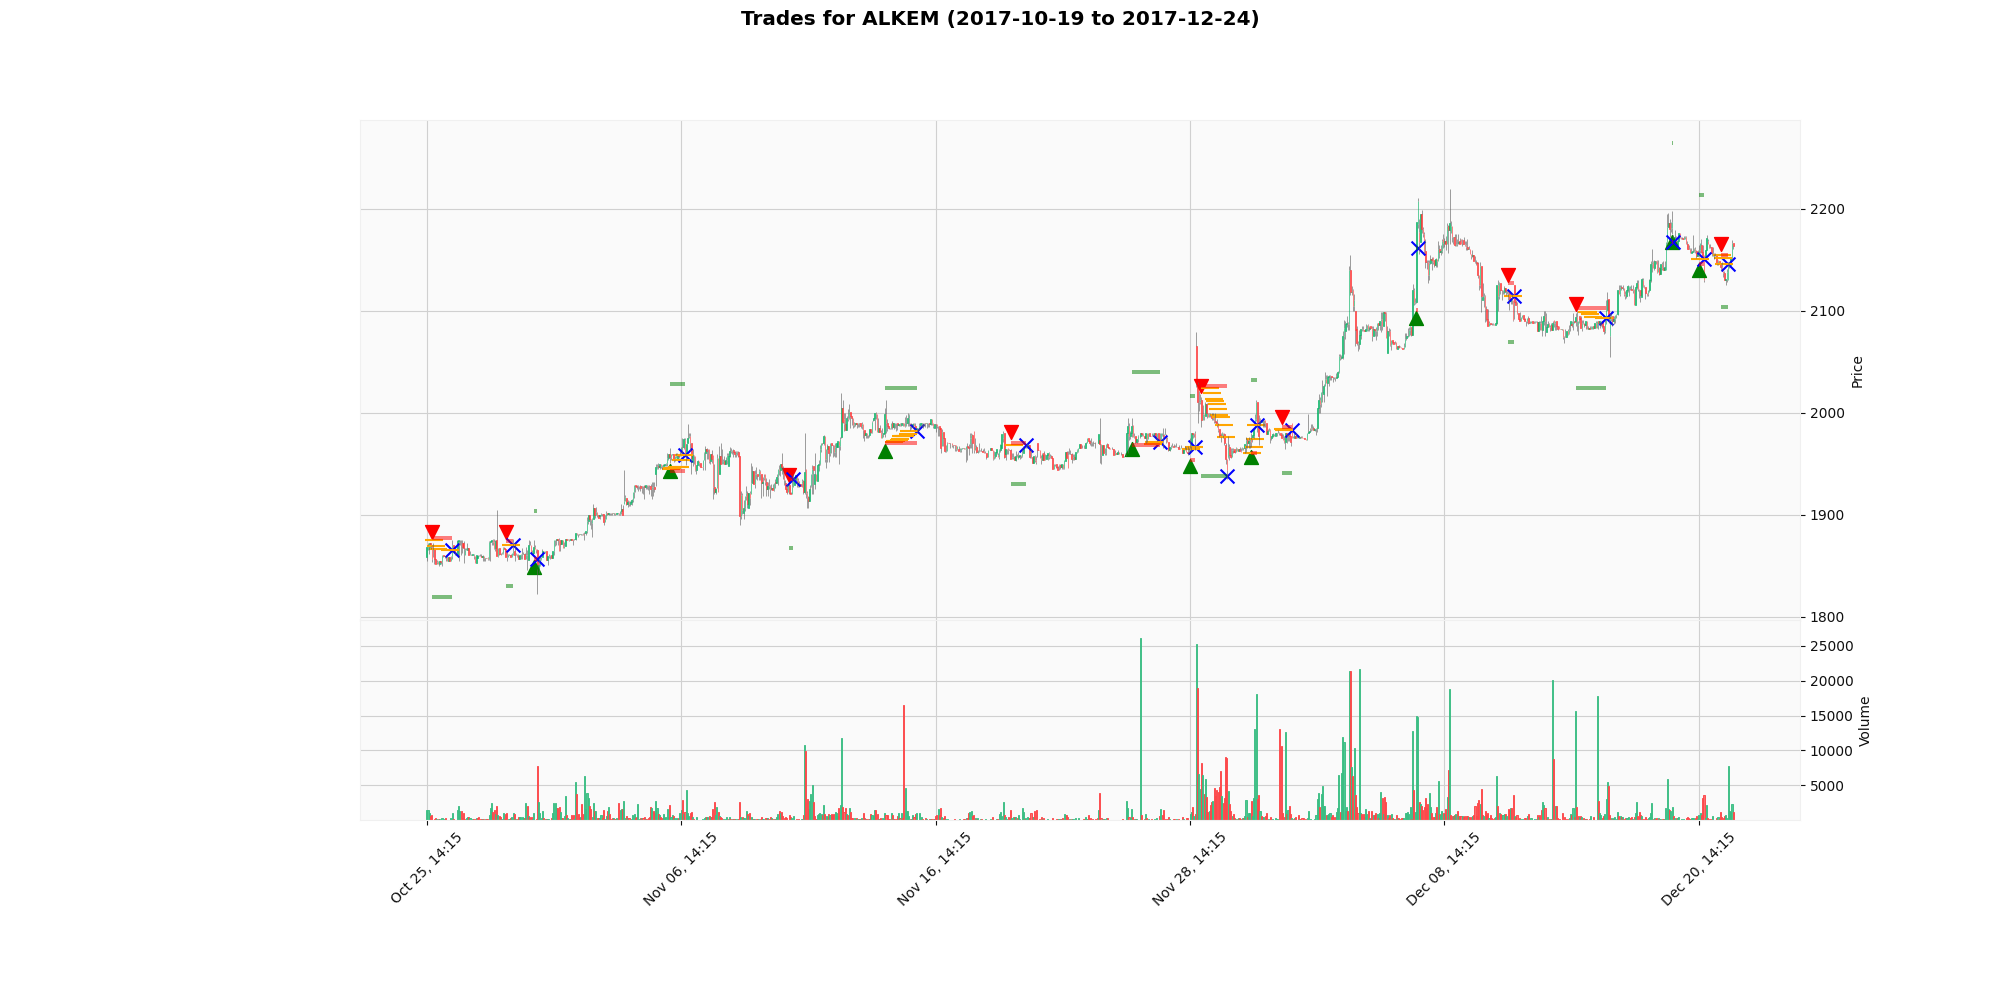 Trades for ALKEM (2017-10-19 to 2017-12-24)
2200
2100
2000
1900
1800
Price
25000
20000
15000
10000
5000
Volume
Oct 25, 14:15
Nov 06, 14:15
Nov 16, 14:15
Nov 28, 14:15
Dec 08, 14:15
Dec 20, 14:15